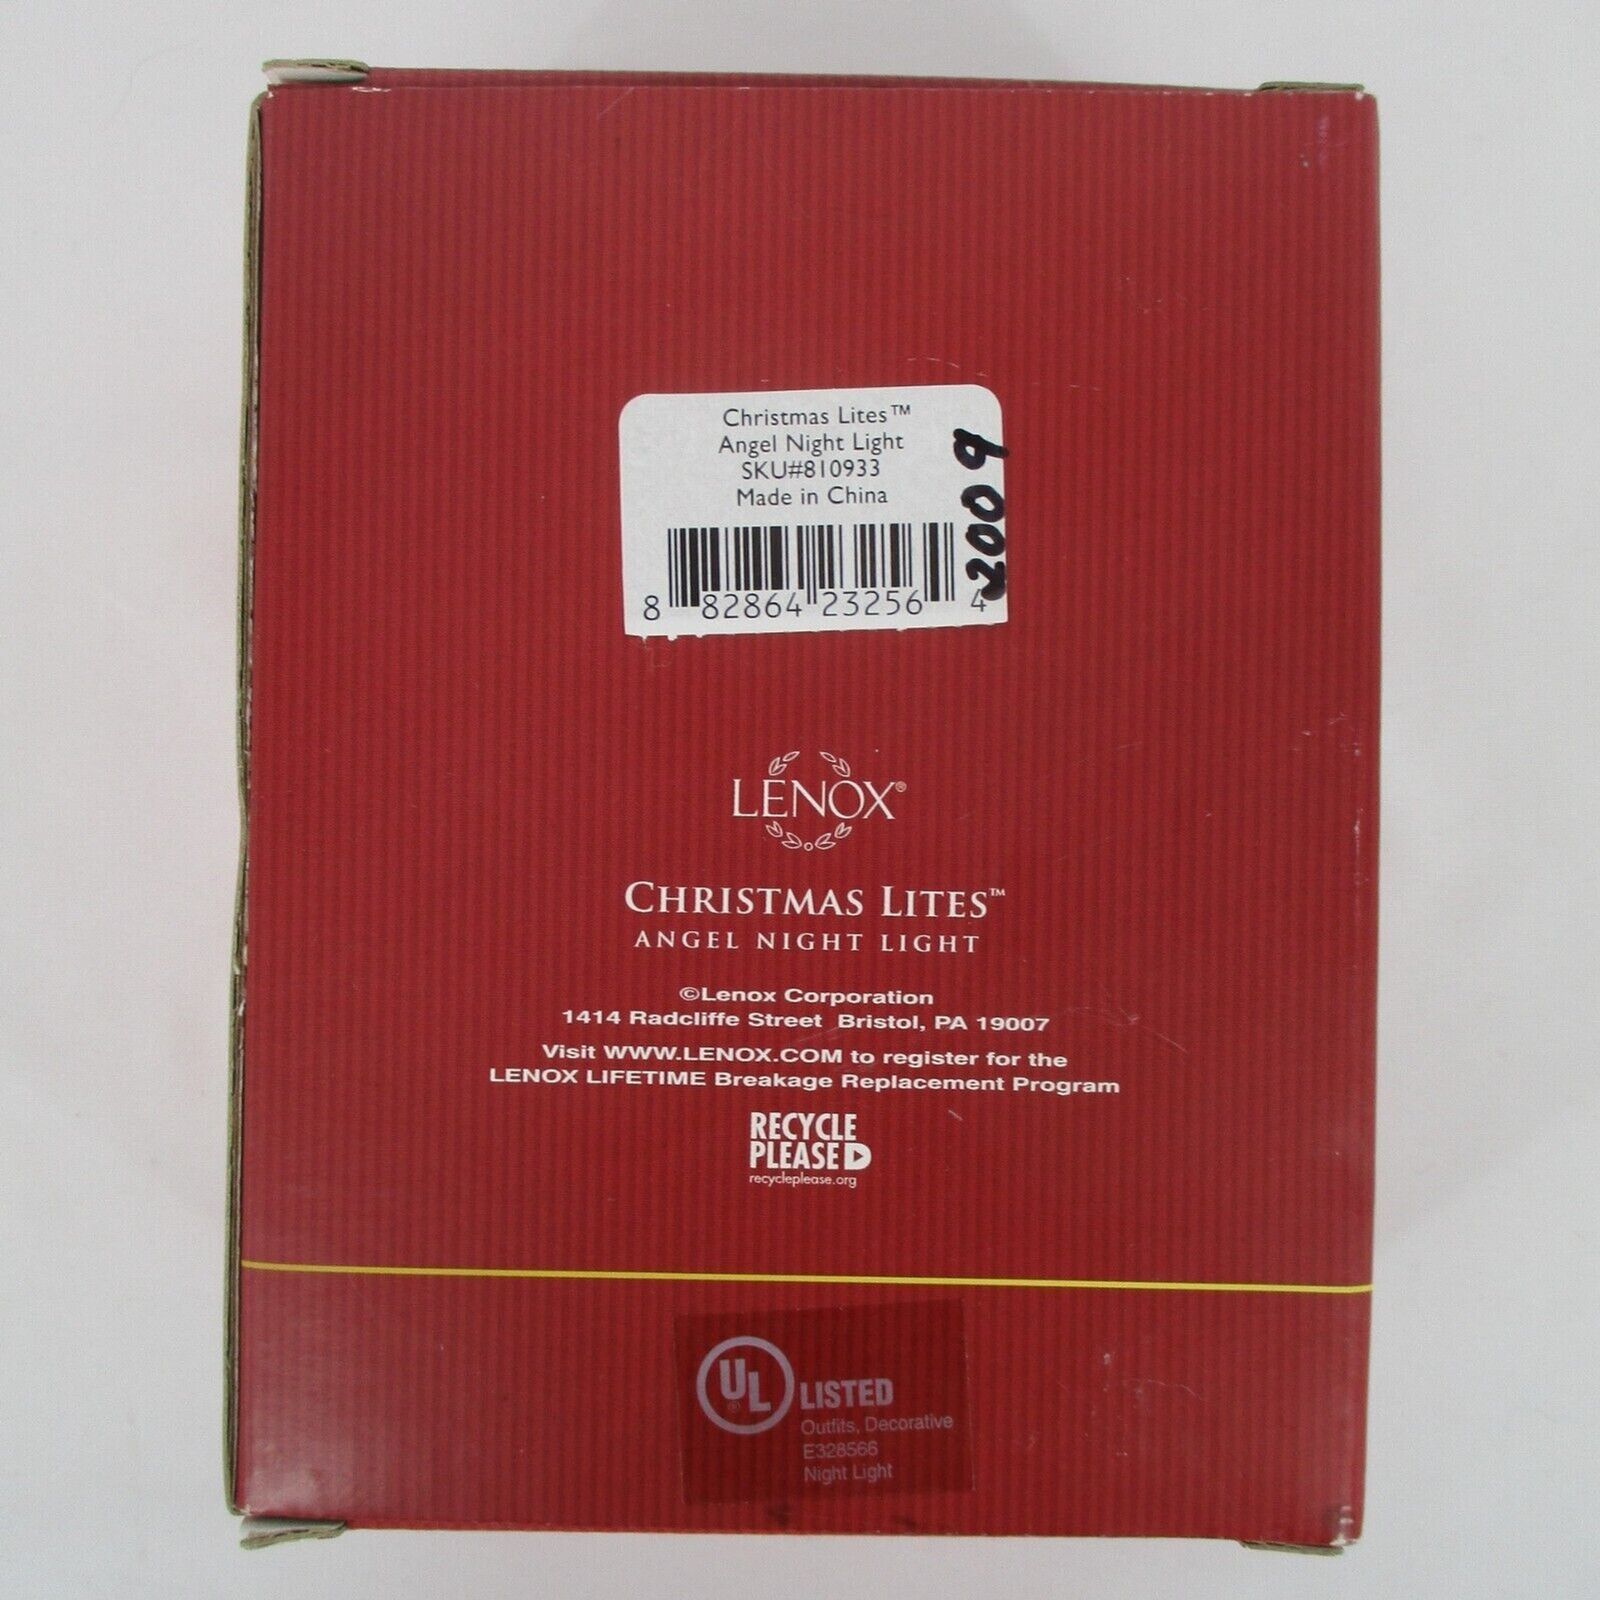 Christmas Lites™
Angel Night Light
SKU#810933
Made in China
2009
8 82864 23256 4
LENOX®
CHRISTMAS LITES™
ANGEL NIGHT LIGHT
©Lenox Corporation
1414 Radcliffe Street Bristol, PA 19007
Visit WWW.LENOX.COM to register for the
LENOX LIFETIME Breakage Replacement Program
RECYCLE
PLEASE
recycleplease.org
UL® LISTED
Outfits, Decorative
E328566
Night Light